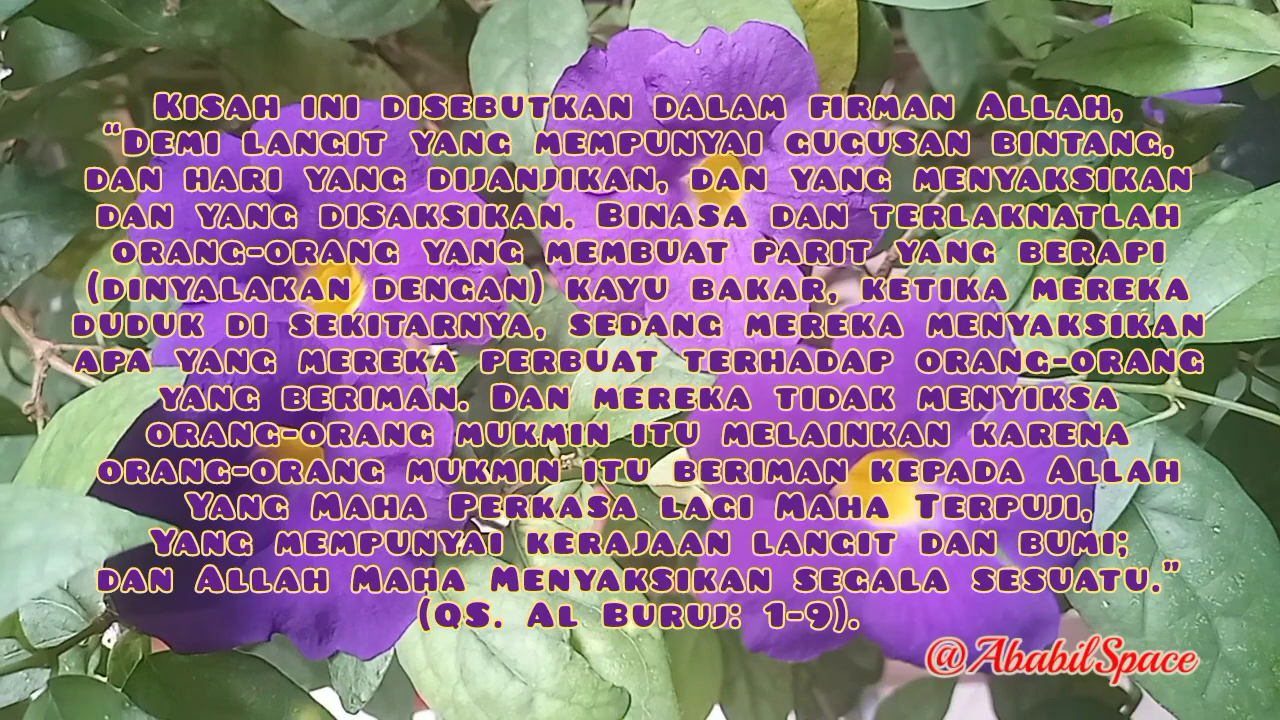 Kisah ini disebutkan dalam firman Allah,
“Demi langit yang mempunyai gugusan bintang,
dan hari yang dijanjikan, dan yang menyaksikan
dan yang disaksikan. Binasa dan terlaknatlah
orang-orang yang membuat parit yang berapi
(dinyalakan dengan) kayu bakar, ketika mereka
duduk di sekitarnya, sedang mereka menyaksikan
apa yang mereka perbuat terhadap orang-orang
yang beriman. Dan mereka tidak menyiksa
orang-orang mukmin itu melainkan karena
orang-orang mukmin itu beriman kepada Allah
Yang Maha Perkasa lagi Maha Terpuji,
Yang mempunyai kerajaan langit dan bumi;
dan Allah Maha Menyaksikan segala sesuatu.”
(QS. Al Buruj: 1-9).
@AbabilSpace